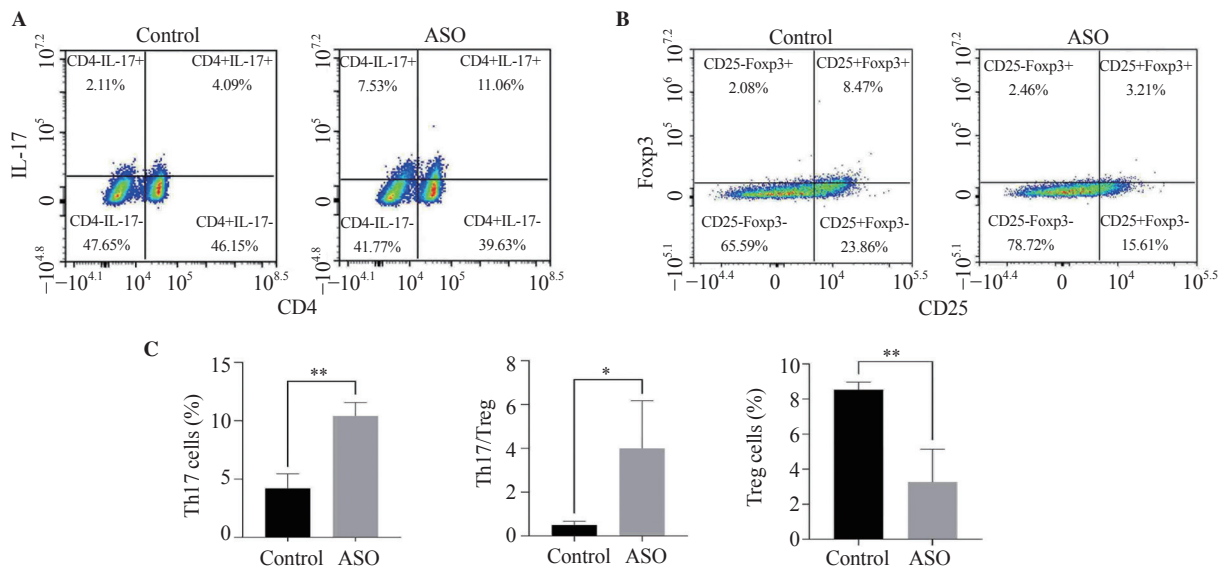 A
Control
ASO
CD4-IL-17+
2.11%
CD4+IL-17+
4.09%
CD4-IL-17-
47.65%
CD4+IL-17-
46.15%
CD4-IL-17+
7.53%
CD4+IL-17+
11.06%
CD4-IL-17-
41.77%
CD4+IL-17-
39.63%
IL-17
10^7.2
10^5
0
−10^4.8
−10^4.1
10^4
10^5
10^8.5
−10^4.1
10^4
10^5
10^8.5
CD4
B
Control
ASO
CD25-Foxp3+
2.08%
CD25+Foxp3+
8.47%
CD25-Foxp3-
65.59%
CD25+Foxp3-
23.86%
CD25-Foxp3+
2.46%
CD25+Foxp3+
3.21%
CD25-Foxp3-
78.72%
CD25+Foxp3-
15.61%
Foxp3
10^7.2
10^6
10^5
0
−10^5.1
10^7.2
10^6
10^5
0
−10^5.1
−10^4.4
0
10^4
10^5.5
−10^4.4
0
10^4
10^5.5
CD25
C
Th17 cells (%)
15
10
5
0
**
Control
ASO
Th17/Treg
8
6
4
2
0
*
Control
ASO
Treg cells (%)
10
8
6
4
2
0
**
Control
ASO